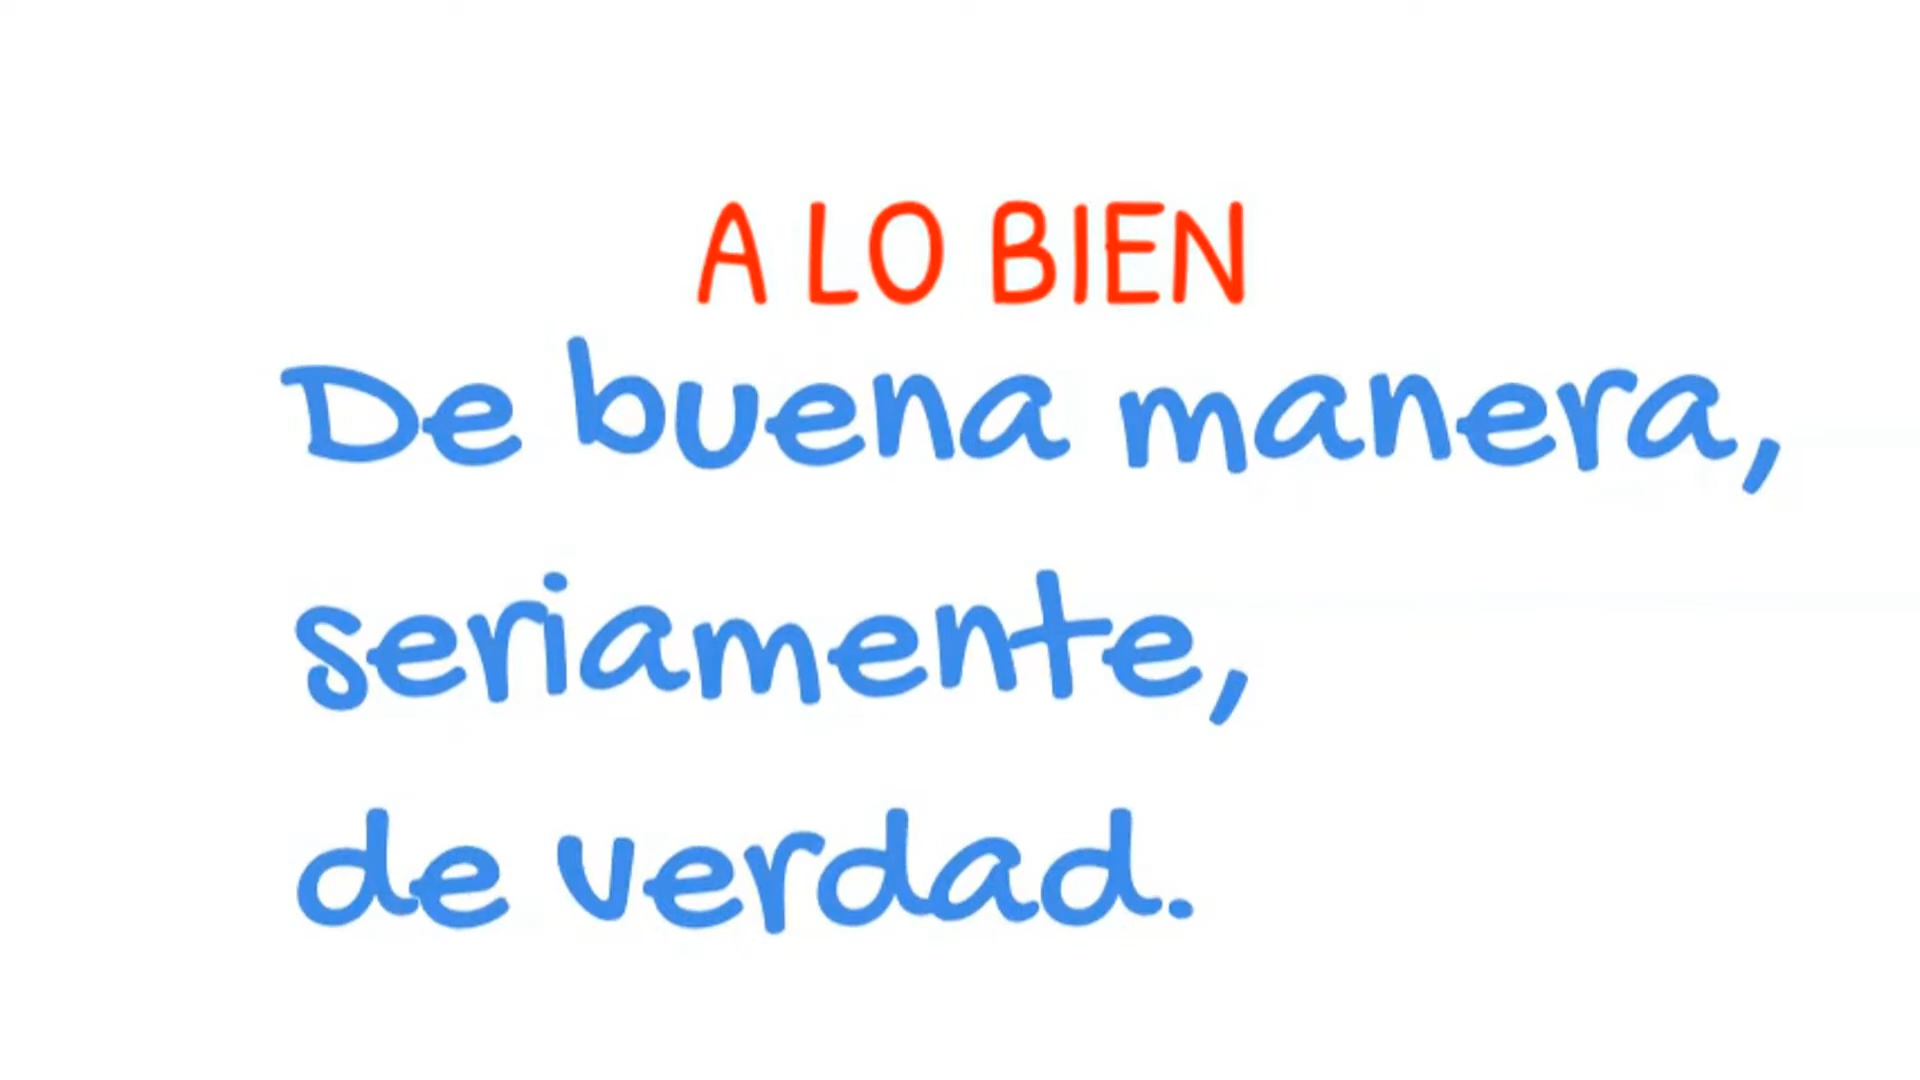 A LO BIEN
De buena manera,
seriamente,
de verdad.